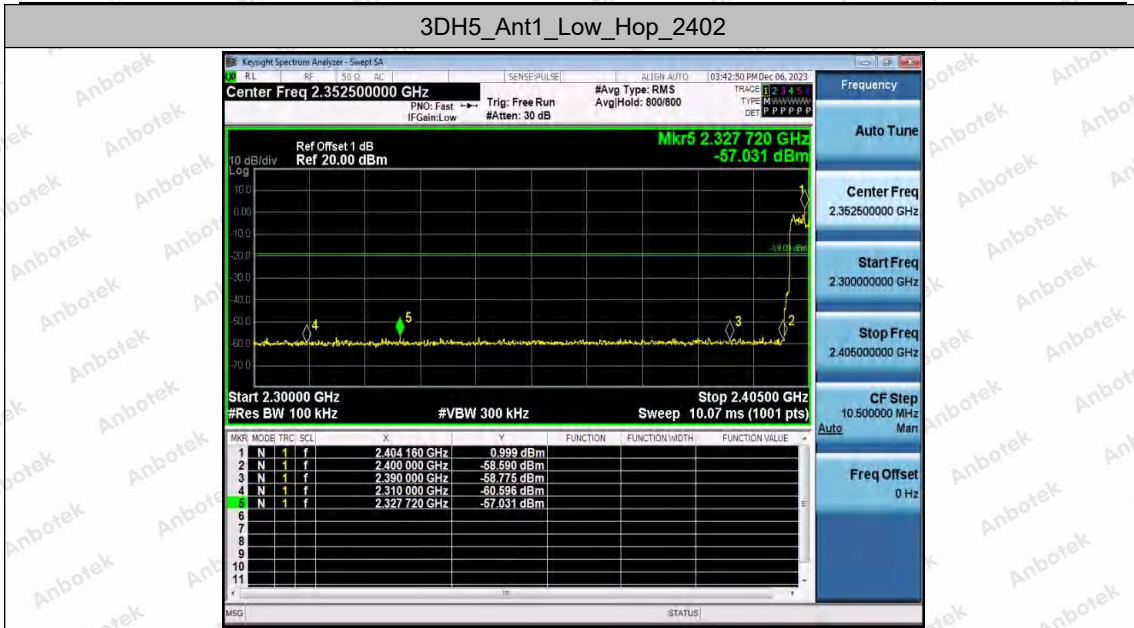 3DH5_Ant1_Low_Hop_2402
Keysight Spectrum Analyzer - Swept SA
RL RF 50 Ω AC SENSE:PULSE ALIGN AUTO 03:42:50 PM Dec 06, 2023
Center Freq 2.352500000 GHz
PNO: Fast
IFGain:Low
Trig: Free Run
#Atten: 30 dB
#Avg Type: RMS
Avg|Hold: 800/800
TRACE 1 2 3 4 5 6
TYPE M WWWWW
DET P P P P P P
Mkr5 2.327 720 GHz
-57.031 dBm
Ref Offset 1 dB
10 dB/div Ref 20.00 dBm
Log
10.0
0.00
-10.0
-20.0
-30.0
-40.0
-50.0
-60.0
-70.0
-19.00 dBm
1
2
3
4
5
Start 2.30000 GHz Stop 2.40500 GHz
#Res BW 100 kHz #VBW 300 kHz Sweep 10.07 ms (1001 pts)
MKR MODE TRC SCL X Y FUNCTION FUNCTION WIDTH FUNCTION VALUE
1 N 1 f 2.404 160 GHz 0.999 dBm
2 N 1 f 2.400 000 GHz -58.590 dBm
3 N 1 f 2.390 000 GHz -58.775 dBm
4 N 1 f 2.310 000 GHz -60.596 dBm
5 N 1 f 2.327 720 GHz -57.031 dBm
6
7
8
9
10
11
MSG STATUS
Frequency
Auto Tune
Center Freq
2.352500000 GHz
Start Freq
2.300000000 GHz
Stop Freq
2.405000000 GHz
CF Step
10.500000 MHz
Auto Man
Freq Offset
0 Hz
Anbotek